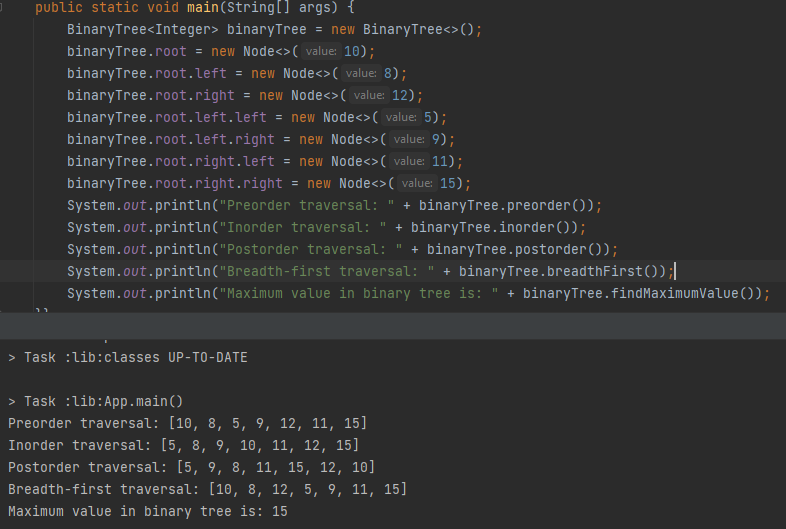 public static void main(String[] args) {
BinaryTree<Integer> binaryTree = new BinaryTree<>();
binaryTree.root = new Node<>( value: 10);
binaryTree.root.left = new Node<>( value: 8);
binaryTree.root.right = new Node<>( value: 12);
binaryTree.root.left.left = new Node<>( value: 5);
binaryTree.root.left.right = new Node<>( value: 9);
binaryTree.root.right.left = new Node<>( value: 11);
binaryTree.root.right.right = new Node<>( value: 15);
System.out.println("Preorder traversal: " + binaryTree.preorder());
System.out.println("Inorder traversal: " + binaryTree.inorder());
System.out.println("Postorder traversal: " + binaryTree.postorder());
System.out.println("Breadth-first traversal: " + binaryTree.breadthFirst());
System.out.println("Maximum value in binary tree is: " + binaryTree.findMaximumValue());
}}
> Task :lib:classes UP-TO-DATE
> Task :lib:App.main()
Preorder traversal: [10, 8, 5, 9, 12, 11, 15]
Inorder traversal: [5, 8, 9, 10, 11, 12, 15]
Postorder traversal: [5, 9, 8, 11, 15, 12, 10]
Breadth-first traversal: [10, 8, 12, 5, 9, 11, 15]
Maximum value in binary tree is: 15